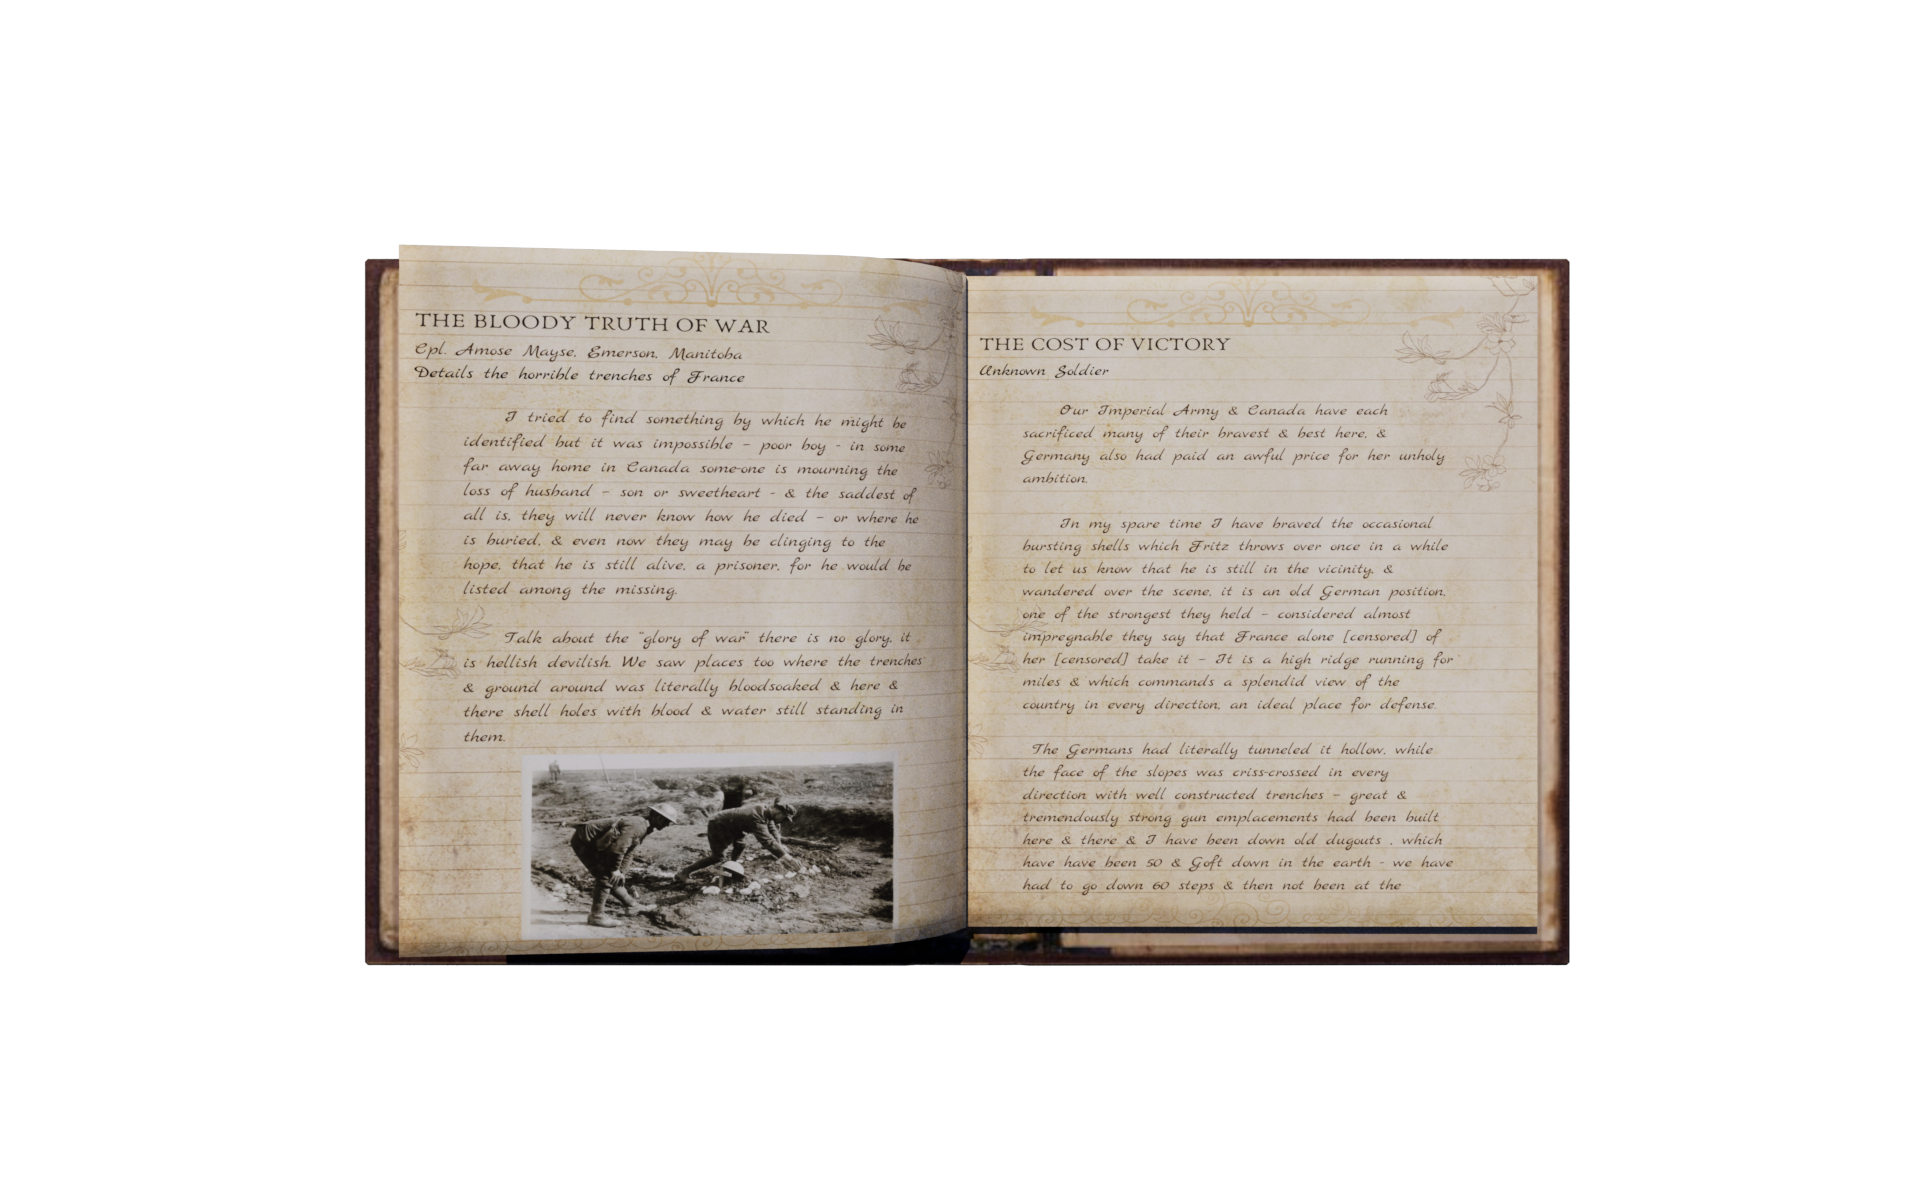 THE BLOODY TRUTH OF WAR
Cpl. Amose Mayse, Emerson, Manitoba
Details the horrible trenches of France
I tried to find something by which he might be
identified but it was impossible – poor boy - in some
far away home in Canada some-one is mourning the
loss of husband – son or sweetheart - & the saddest of
all is, they will never know how he died – or where he
is buried, & even now they may be clinging to the
hope, that he is still alive, a prisoner, for he would be
listed among the missing.
Talk about the "glory of war" there is no glory, it
is hellish devilish. We saw places too where the trenches
& ground around was literally bloodsoaked & here &
there shell holes with blood & water still standing in
them.
THE COST OF VICTORY
Unknown Soldier
Our Imperial Army & Canada have each
sacrificed many of their bravest & best here, &
Germany also had paid an awful price for her unholy
ambition.
In my spare time I have braved the occasional
bursting shells which Fritz throws over once in a while
to let us know that he is still in the vicinity, &
wandered over the scene, it is an old German position,
one of the strongest they held – considered almost
impregnable they say that France alone [censored] of
her [censored] take it – It is a high ridge running for
miles & which commands a splendid view of the
country in every direction, an ideal place for defense.
The Germans had literally tunneled it hollow, while
the face of the slopes was criss-crossed in every
direction with well constructed trenches – great &
tremendously strong gun emplacements had been built
here & there & I have been down old dugouts , which
have have been 50 & Goft down in the earth - we have
had to go down 60 steps & then not been at the